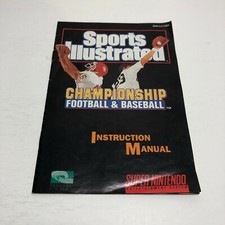 Sports
Illustrated
CHAMPIONSHIP
FOOTBALL & BASEBALL
INSTRUCTION
MANUAL
SUPER NINTENDO